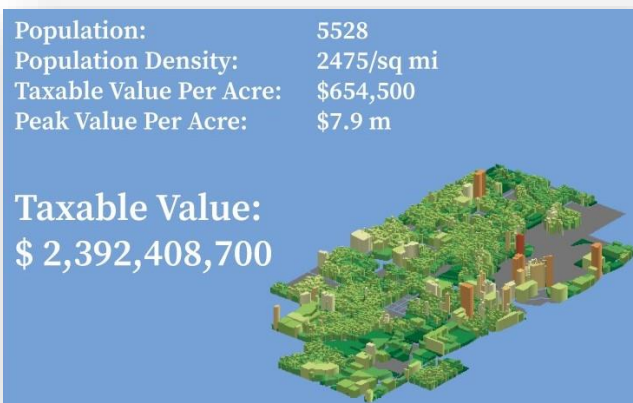 Population: 5528
Population Density: 2475/sq mi
Taxable Value Per Acre: $654,500
Peak Value Per Acre: $7.9 m
Taxable Value:
$ 2,392,408,700